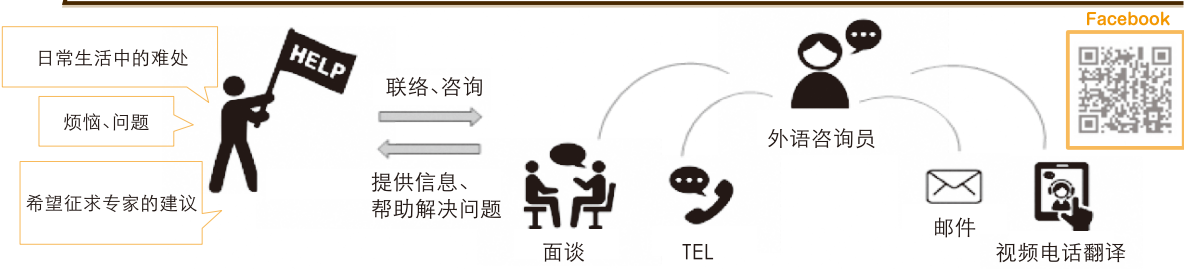 Facebook
日常生活中的难处
HELP
烦恼、问题
希望征求专家的建议
联络、咨询
提供信息、
帮助解决问题
外语咨询员
面谈
TEL
邮件
视频电话翻译